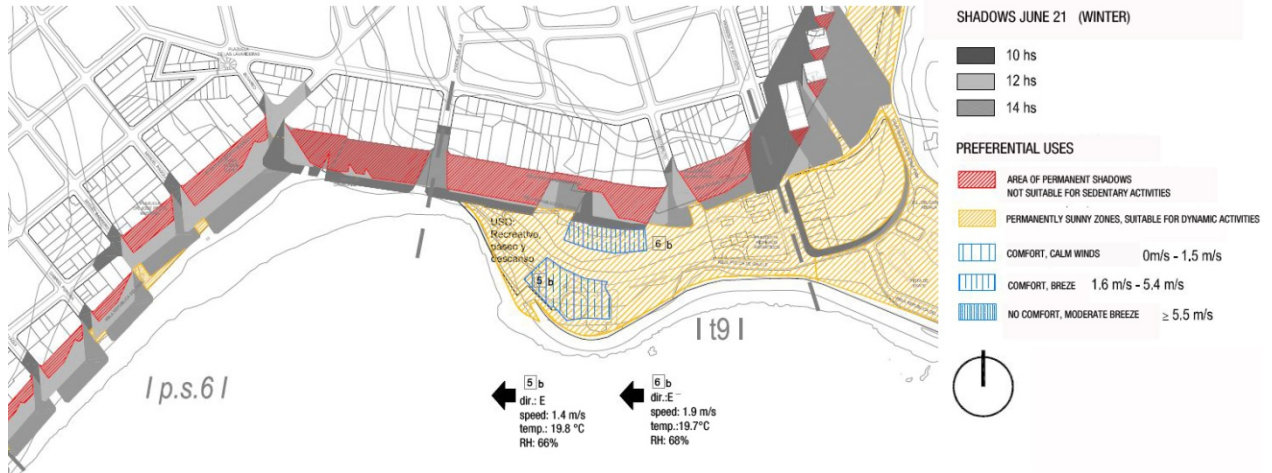 SHADOWS JUNE 21 (WINTER)
10 hs
12 hs
14 hs
PREFERENTIAL USES
AREA OF PERMANENT SHADOWS
NOT SUITABLE FOR SEDENTARY ACTIVITIES
PERMANENTLY SUNNY ZONES, SUITABLE FOR DYNAMIC ACTIVITIES
COMFORT, CALM WINDS 0m/s - 1,5 m/s
COMFORT, BREZE 1.6 m/s - 5.4 m/s
NO COMFORT, MODERATE BREEZE ≥ 5.5 m/s
USO:
Recreativo,
paseo y
descanso
6 b
5 b
I t9 I
I p.s.6 I
5 b
dir.: E
speed: 1.4 m/s
temp.: 19.8 °C
RH: 66%
6 b
dir.:E
speed: 1.9 m/s
temp.:19.7°C
RH: 68%